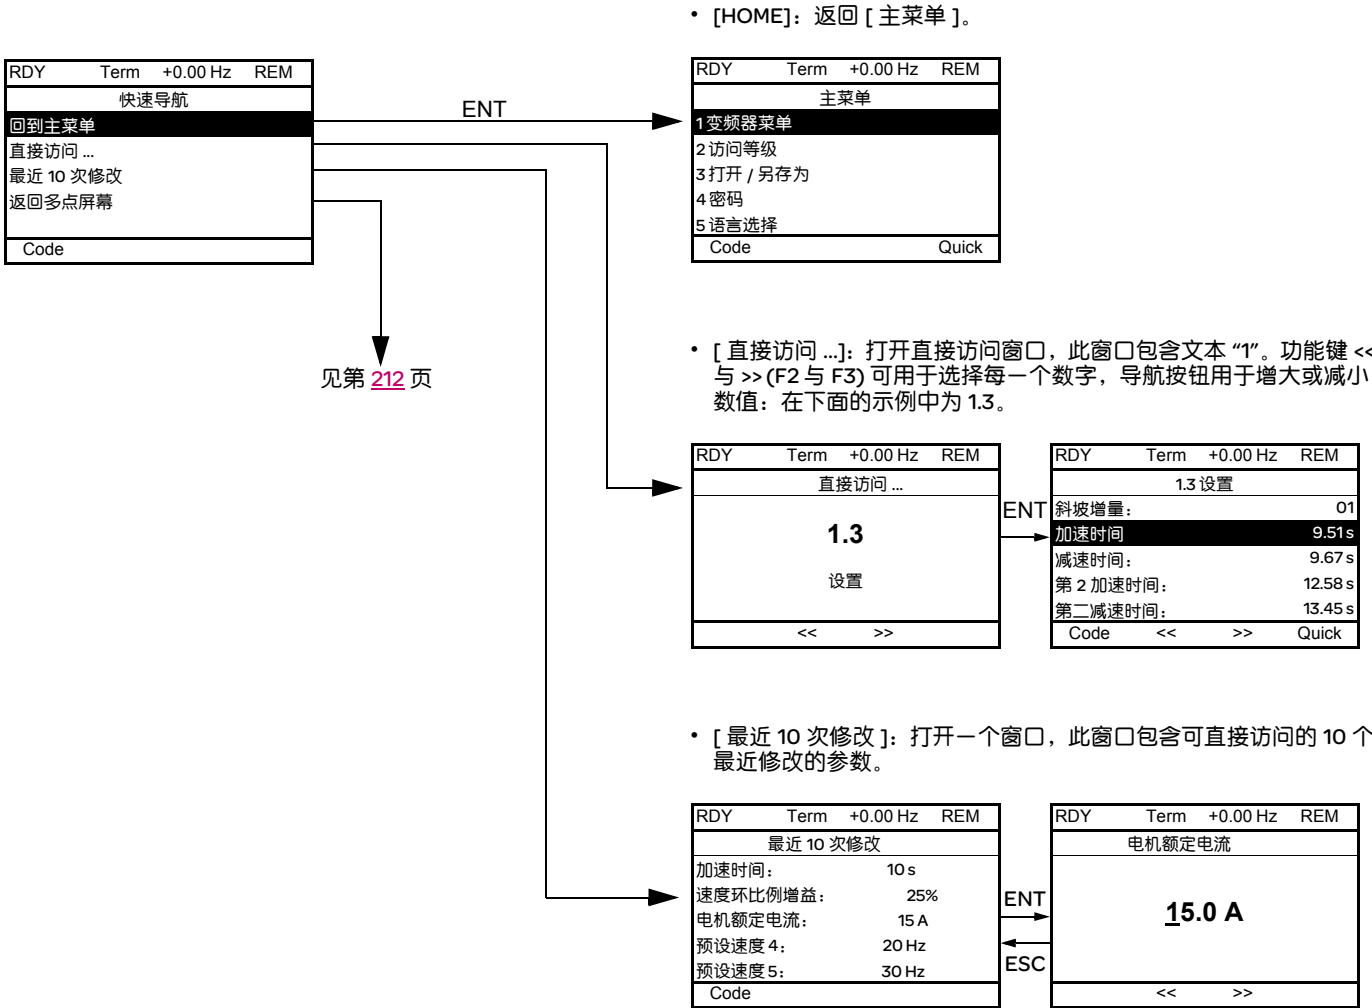 • [HOME]：返回 [ 主菜单 ]。
RDY Term +0.00 Hz REM
快速导航
回到主菜单
直接访问 ...
最近 10 次修改
返回多点屏幕
Code
ENT
RDY Term +0.00 Hz REM
主菜单
1 变频器菜单
2 访问等级
3 打开 / 另存为
4 密码
5 语言选择
Code Quick
见第 212 页
• [ 直接访问 ...]：打开直接访问窗口，此窗口包含文本 “1”。功能键 <<
与 >> (F2 与 F3) 可用于选择每一个数字，导航按钮用于增大或减小
数值：在下面的示例中为 1.3。
RDY Term +0.00 Hz REM
直接访问 ...
1.3
设置
<< >>
ENT
RDY Term +0.00 Hz REM
1.3 设置
斜坡增量： 01
加速时间 9.51 s
减速时间： 9.67 s
第 2 加速时间： 12.58 s
第二减速时间： 13.45 s
Code << >> Quick
• [ 最近 10 次修改 ]：打开一个窗口，此窗口包含可直接访问的 10 个
最近修改的参数。
RDY Term +0.00 Hz REM
最近 10 次修改
加速时间： 10 s
速度环比例增益： 25%
电机额定电流： 15 A
预设速度 4： 20 Hz
预设速度 5： 30 Hz
Code
ENT
ESC
RDY Term +0.00 Hz REM
电机额定电流
15.0 A
<< >>